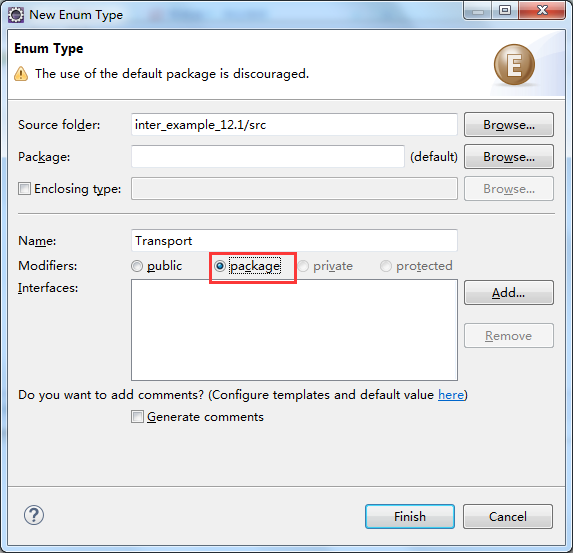 New Enum Type
Enum Type
The use of the default package is discouraged.
E
Source folder: inter_example_12.1/src Browse...
Package: (default) Browse...
Enclosing type: Browse...
Name: Transport
Modifiers: public package private protected
Interfaces: Add...
Remove
Do you want to add comments? (Configure templates and default value here)
Generate comments
? Finish Cancel